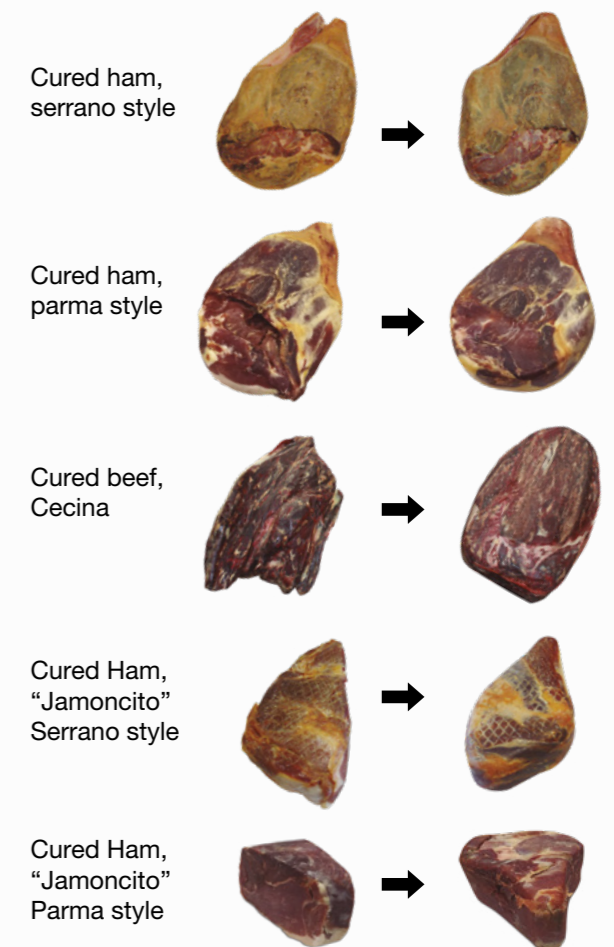 Cured ham,
serrano style
Cured ham,
parma style
Cured beef,
Cecina
Cured Ham,
“Jamoncito”
Serrano style
Cured Ham,
“Jamoncito”
Parma style